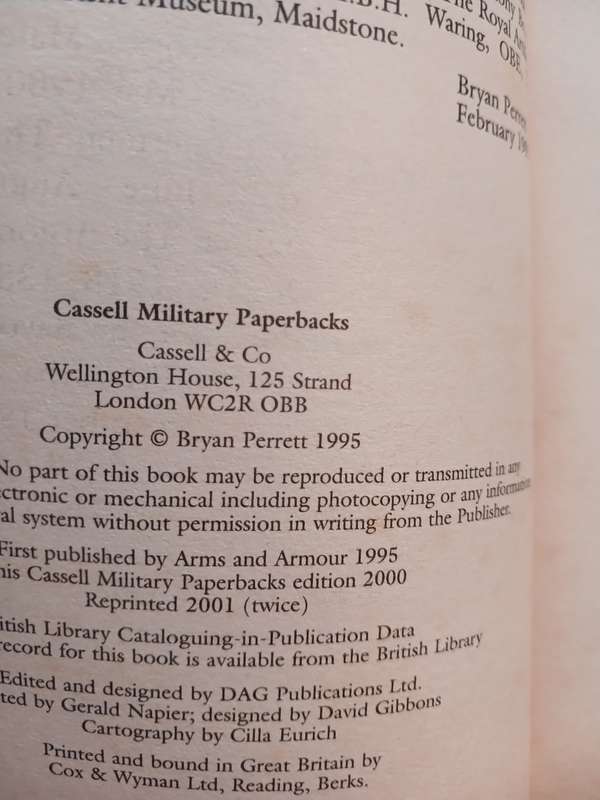 Museum, Maidstone.
B.H. Waring, OBE,
The Royal
Bryan
February
Cassell Military Paperbacks
Cassell & Co
Wellington House, 125 Strand
London WC2R OBB
Copyright © Bryan Perrett 1995
No part of this book may be reproduced or transmitted in any
ctronic or mechanical including photocopying or any information
al system without permission in writing from the Publisher.
First published by Arms and Armour 1995
his Cassell Military Paperbacks edition 2000
Reprinted 2001 (twice)
itish Library Cataloguing-in-Publication Data
record for this book is available from the British Library
Edited and designed by DAG Publications Ltd.
ted by Gerald Napier; designed by David Gibbons
Cartography by Cilla Eurich
Printed and bound in Great Britain by
Cox & Wyman Ltd, Reading, Berks.